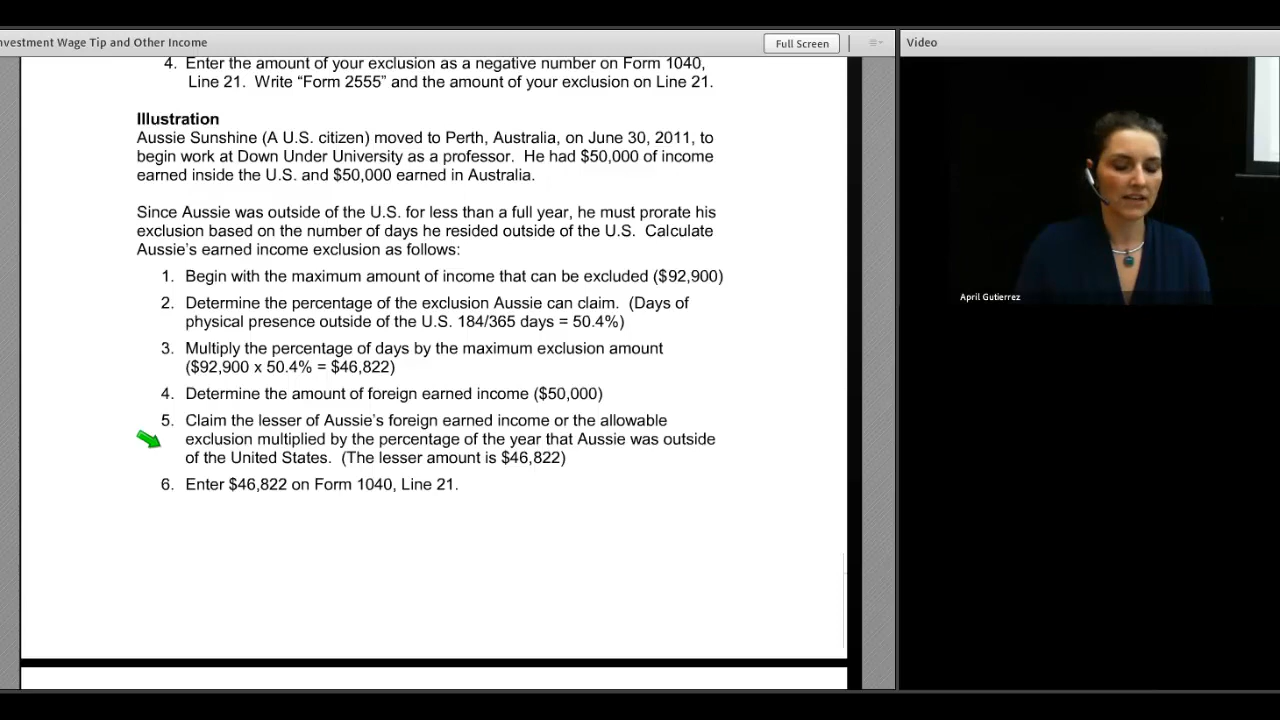 nvestment Wage Tip and Other Income
Full Screen
Video
4. Enter the amount of your exclusion as a negative number on Form 1040,
Line 21. Write “Form 2555” and the amount of your exclusion on Line 21.
Illustration
Aussie Sunshine (A U.S. citizen) moved to Perth, Australia, on June 30, 2011, to
begin work at Down Under University as a professor. He had $50,000 of income
earned inside the U.S. and $50,000 earned in Australia.
Since Aussie was outside of the U.S. for less than a full year, he must prorate his
exclusion based on the number of days he resided outside of the U.S. Calculate
Aussie’s earned income exclusion as follows:
1. Begin with the maximum amount of income that can be excluded ($92,900)
2. Determine the percentage of the exclusion Aussie can claim. (Days of
physical presence outside of the U.S. 184/365 days = 50.4%)
3. Multiply the percentage of days by the maximum exclusion amount
($92,900 x 50.4% = $46,822)
4. Determine the amount of foreign earned income ($50,000)
5. Claim the lesser of Aussie’s foreign earned income or the allowable
exclusion multiplied by the percentage of the year that Aussie was outside
of the United States. (The lesser amount is $46,822)
6. Enter $46,822 on Form 1040, Line 21.
April Gutierrez